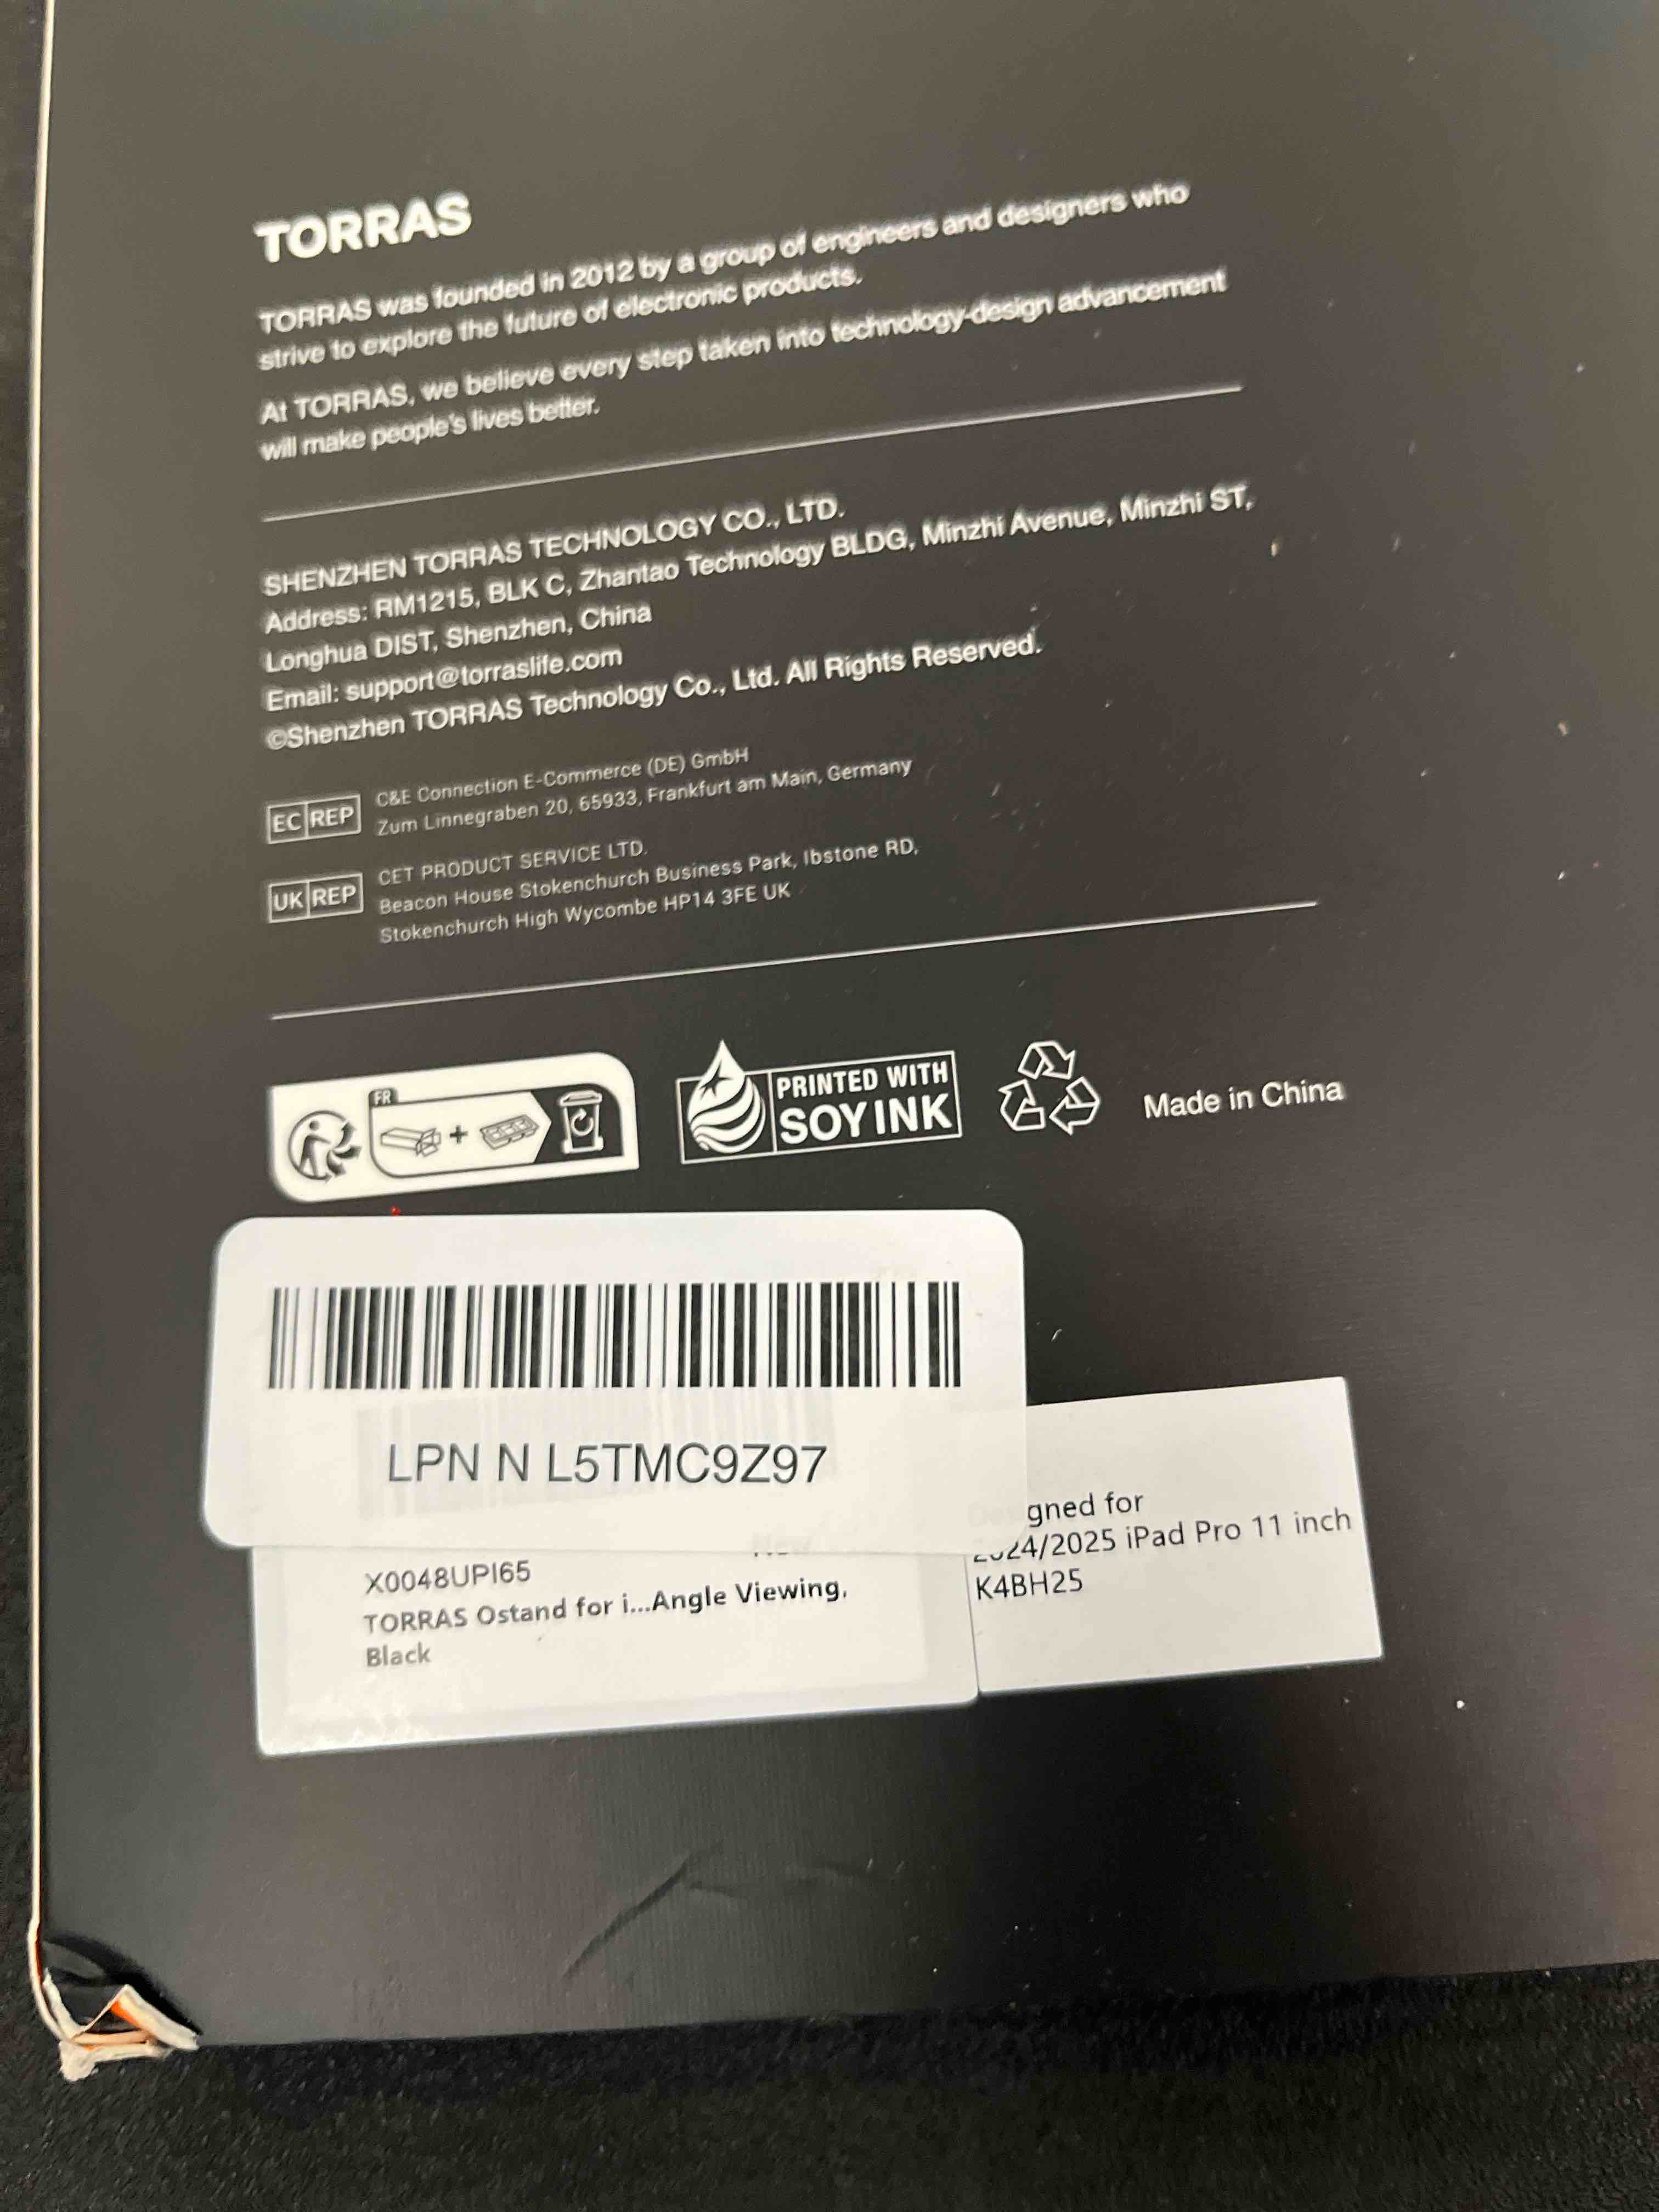 TORRAS
TORRAS was founded in 2012 by a group of engineers and designers who
strive to explore the future of electronic products.
At TORRAS, we believe every step taken into technology-design advancement
will make people's lives better.
SHENZHEN TORRAS TECHNOLOGY CO., LTD.
Address: RM1215, BLK C, Zhantao Technology BLDG, Minzhi Avenue, Minzhi ST,
Longhua DIST, Shenzhen, China
Email: support@torraslife.com
©Shenzhen TORRAS Technology Co., Ltd. All Rights Reserved.
EC REP
C&E Connection E-Commerce (DE) GmbH
Zum Linnegraben 20, 65933, Frankfurt am Main, Germany
UK REP
CET PRODUCT SERVICE LTD.
Beacon House Stokenchurch Business Park, Ibstone RD,
Stokenchurch High Wycombe HP14 3FE UK
FR
+
PRINTED WITH
SOY INK
Made in China
LPN N L5TMC9Z97
New
X0048UPI65
TORRAS Ostand for i...Angle Viewing,
Black
Designed for
2024/2025 iPad Pro 11 inch
K4BH25